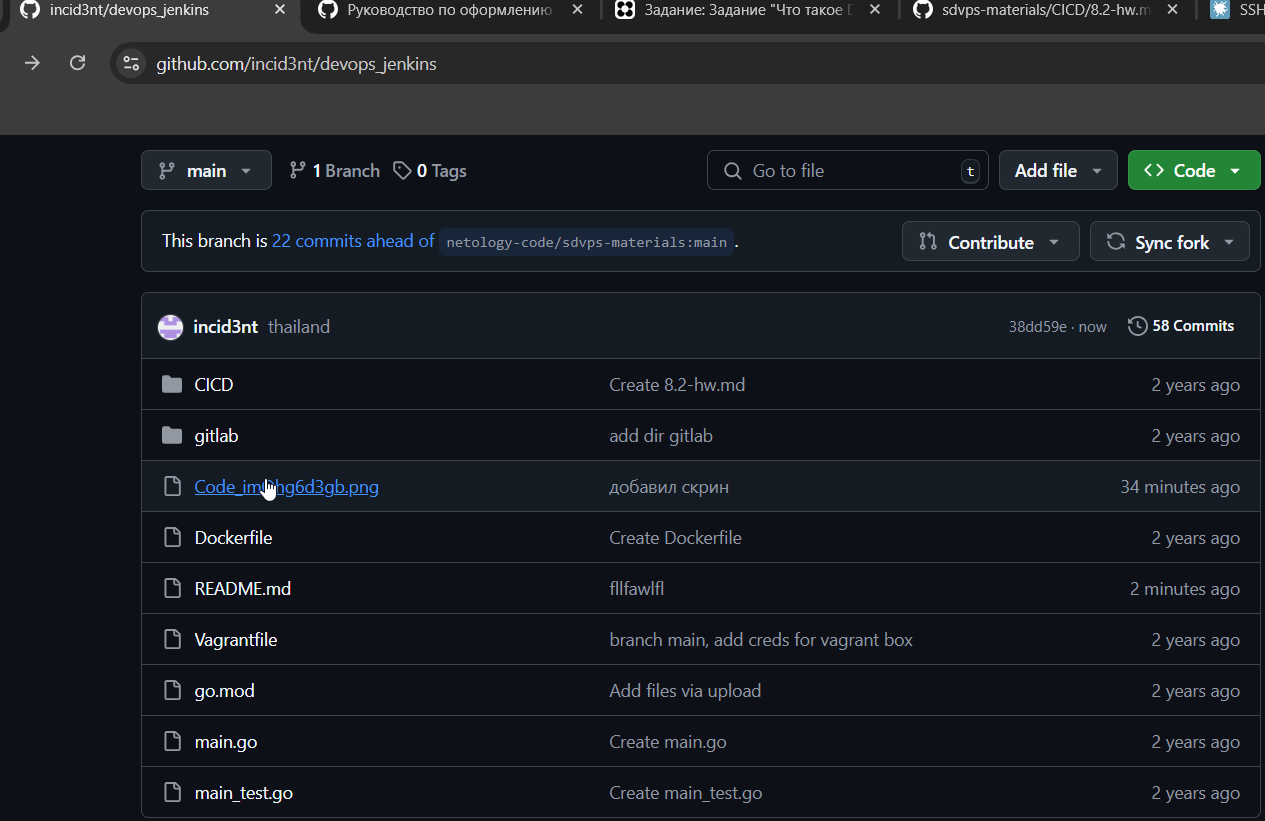 incid3nt/devops_jenkins
Руководство по оформлению
Задание: Задание "Что такое D
sdvps-materials/CICD/8.2-hw.m
SSH
github.com/incid3nt/devops_jenkins
main 1 Branch 0 Tags Go to file t Add file Code
This branch is 22 commits ahead of netology-code/sdvps-materials:main . Contribute Sync fork
incid3nt thailand 38dd59e · now 58 Commits
CICD Create 8.2-hw.md 2 years ago
gitlab add dir gitlab 2 years ago
добавил скрин 34 minutes ago
Dockerfile Create Dockerfile 2 years ago
README.md fllfawlfl 2 minutes ago
Vagrantfile branch main, add creds for vagrant box 2 years ago
go.mod Add files via upload 2 years ago
main.go Create main.go 2 years ago
main_test.go Create main_test.go 2 years ago